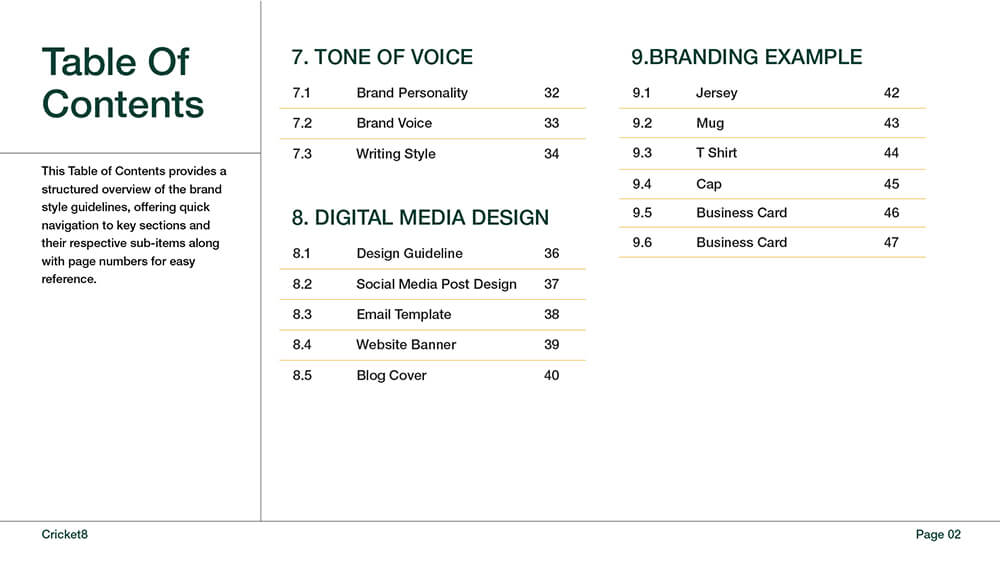 Table Of
Contents
This Table of Contents provides a
structured overview of the brand
style guidelines, offering quick
navigation to key sections and
their respective sub-items along
with page numbers for easy
reference.
7. TONE OF VOICE
7.1 Brand Personality 32
7.2 Brand Voice 33
7.3 Writing Style 34
8. DIGITAL MEDIA DESIGN
8.1 Design Guideline 36
8.2 Social Media Post Design 37
8.3 Email Template 38
8.4 Website Banner 39
8.5 Blog Cover 40
9.BRANDING EXAMPLE
9.1 Jersey 42
9.2 Mug 43
9.3 T Shirt 44
9.4 Cap 45
9.5 Business Card 46
9.6 Business Card 47
Cricket8
Page 02